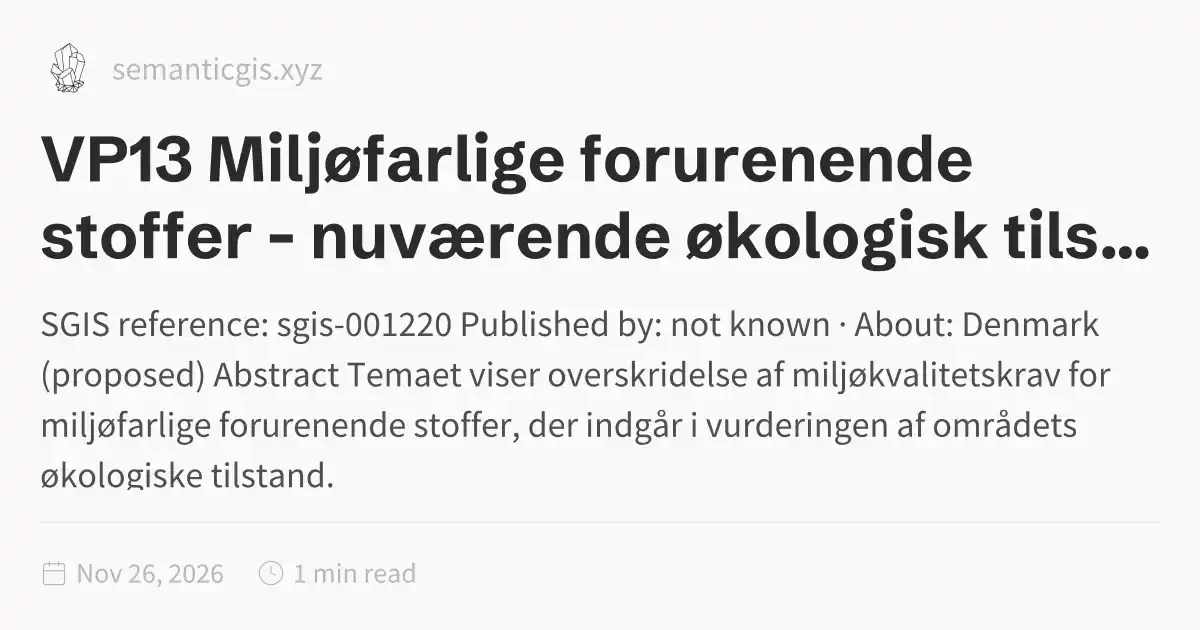 semanticgis.xyz
VP13 Miljøfarlige forurenende
stoffer - nuværende økologisk tils...
SGIS reference: sgis-001220 Published by: not known · About: Denmark
(proposed) Abstract Temaet viser overskridelse af miljøkvalitetskrav for
miljøfarlige forurenende stoffer, der indgår i vurderingen af områdets
økologiske tilstand.
Nov 26, 2026
1 min read